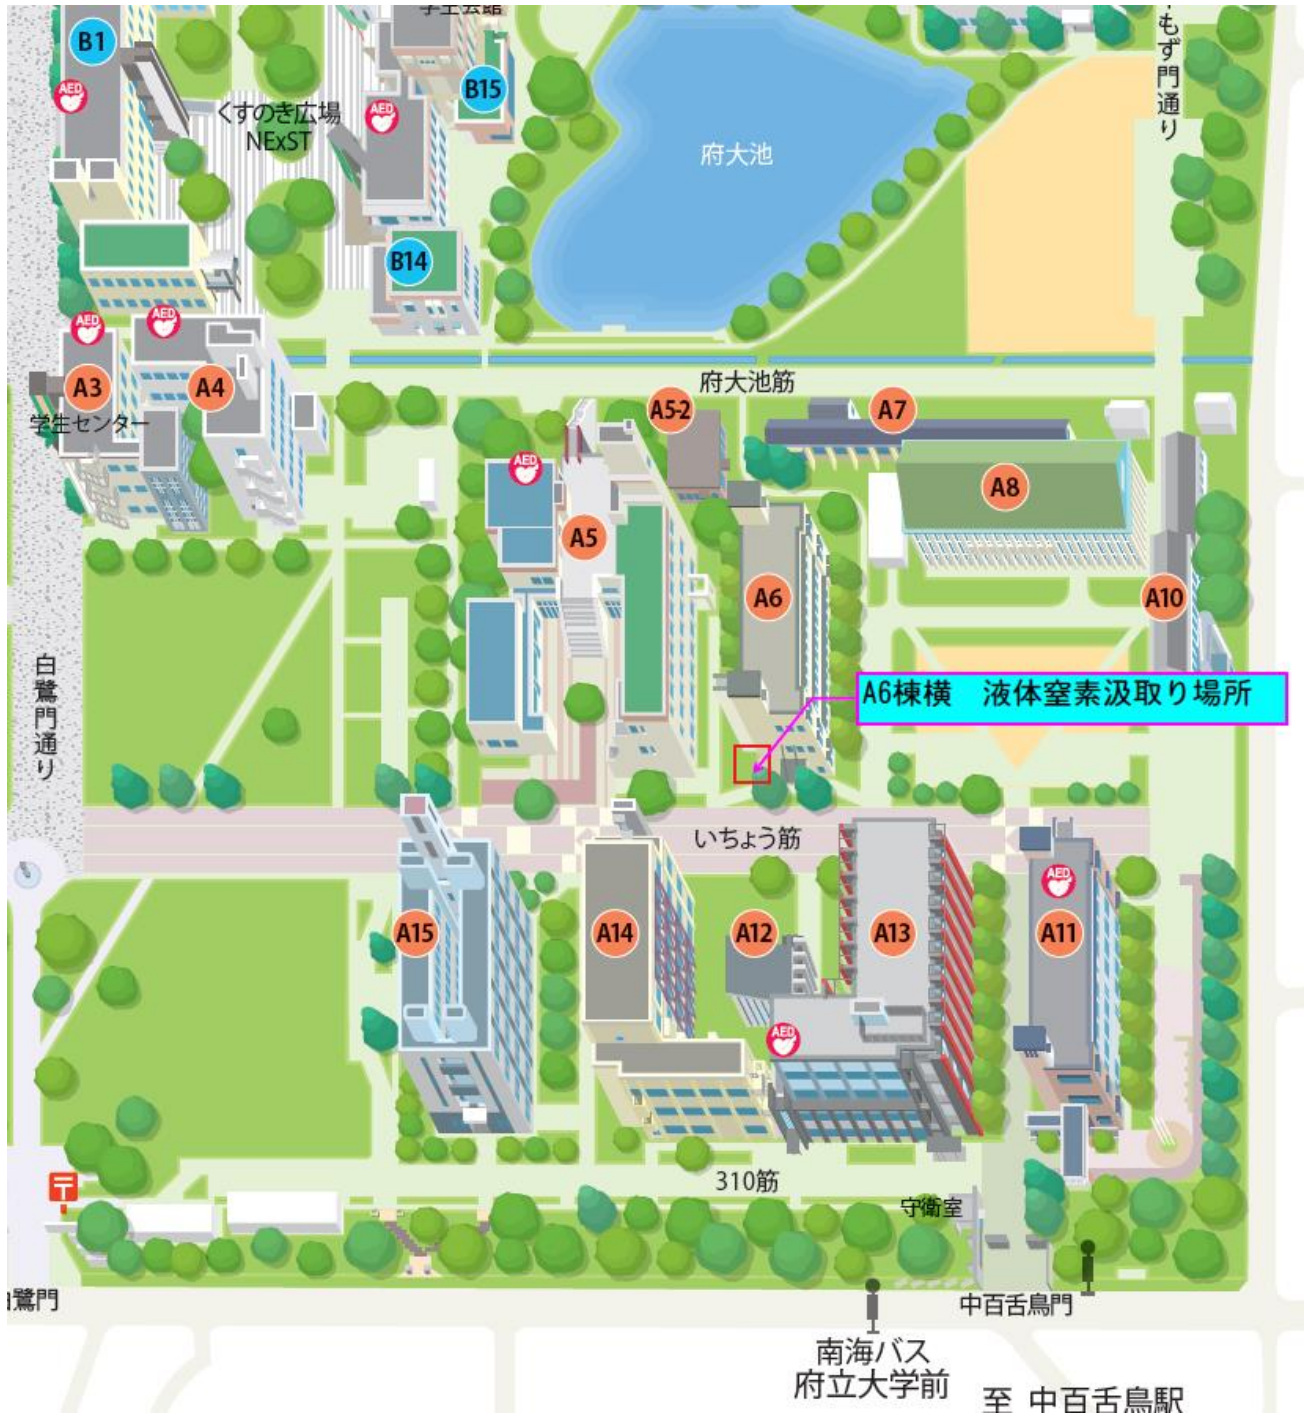 学生会館
もず門通り
B1
AED
B15
AED
くすのき広場
NExST
府大池
B14
AED
AED
A3
A4
学生センター
府大池筋
A5-2
A7
AED
A8
A5
A6
A10
白鷺門通り
A6棟横　液体窒素汲取り場所
いちょう筋
AED
A15
A14
A12
A13
A11
AED
310筋
守衛室
鷺門
中百舌鳥門
南海バス
府立大学前
至 中百舌鳥駅